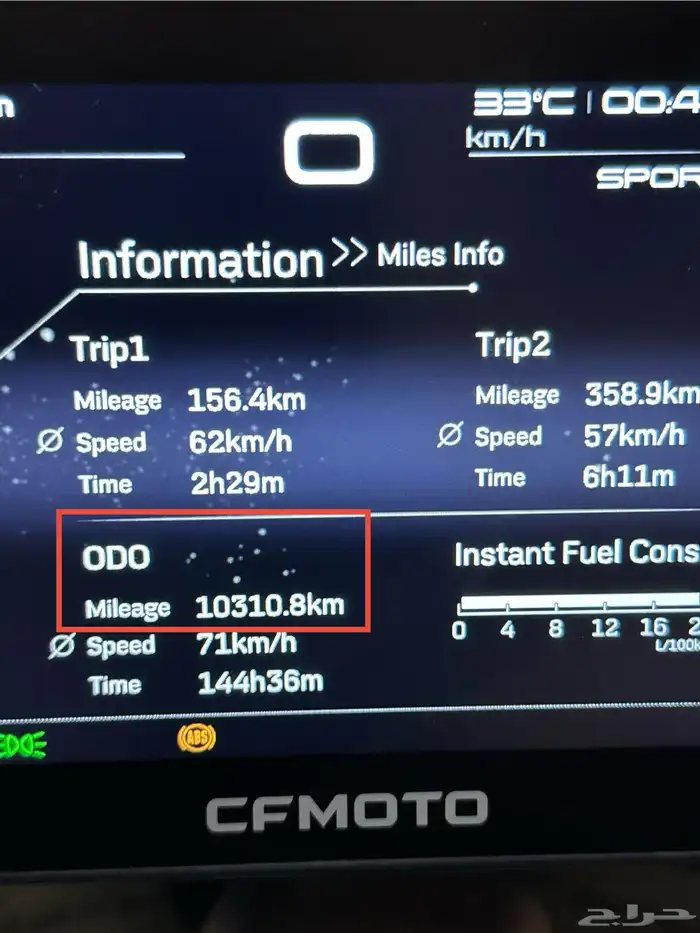 33°C | 00:4
km/h
0
SPOR
Information >> Miles Info
Trip1
Mileage 156.4km
Ø Speed 62km/h
Time 2h29m
Trip2
Mileage 358.9km
Ø Speed 57km/h
Time 6h11m
ODO
Mileage 10310.8km
Ø Speed 71km/h
Time 144h36m
Instant Fuel Cons
0 4 8 12 16 2
L/100k
ABS
CFMOTO
حراج